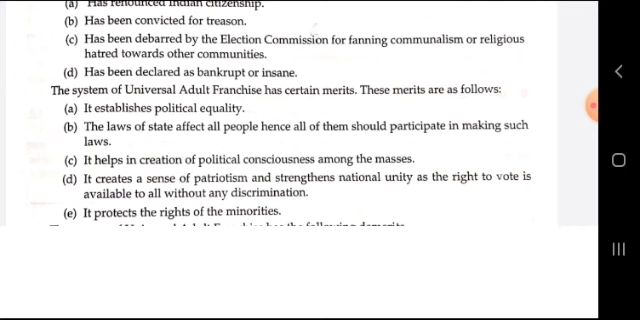 (a) Has renounced Indian citizenship.
(b) Has been convicted for treason.
(c) Has been debarred by the Election Commission for fanning communalism or religious
hatred towards other communities.
(d) Has been declared as bankrupt or insane.
The system of Universal Adult Franchise has certain merits. These merits are as follows:
(a) It establishes political equality.
(b) The laws of state affect all people hence all of them should participate in making such
laws.
(c) It helps in creation of political consciousness among the masses.
(d) It creates a sense of patriotism and strengthens national unity as the right to vote is
available to all without any discrimination.
(e) It protects the rights of the minorities.